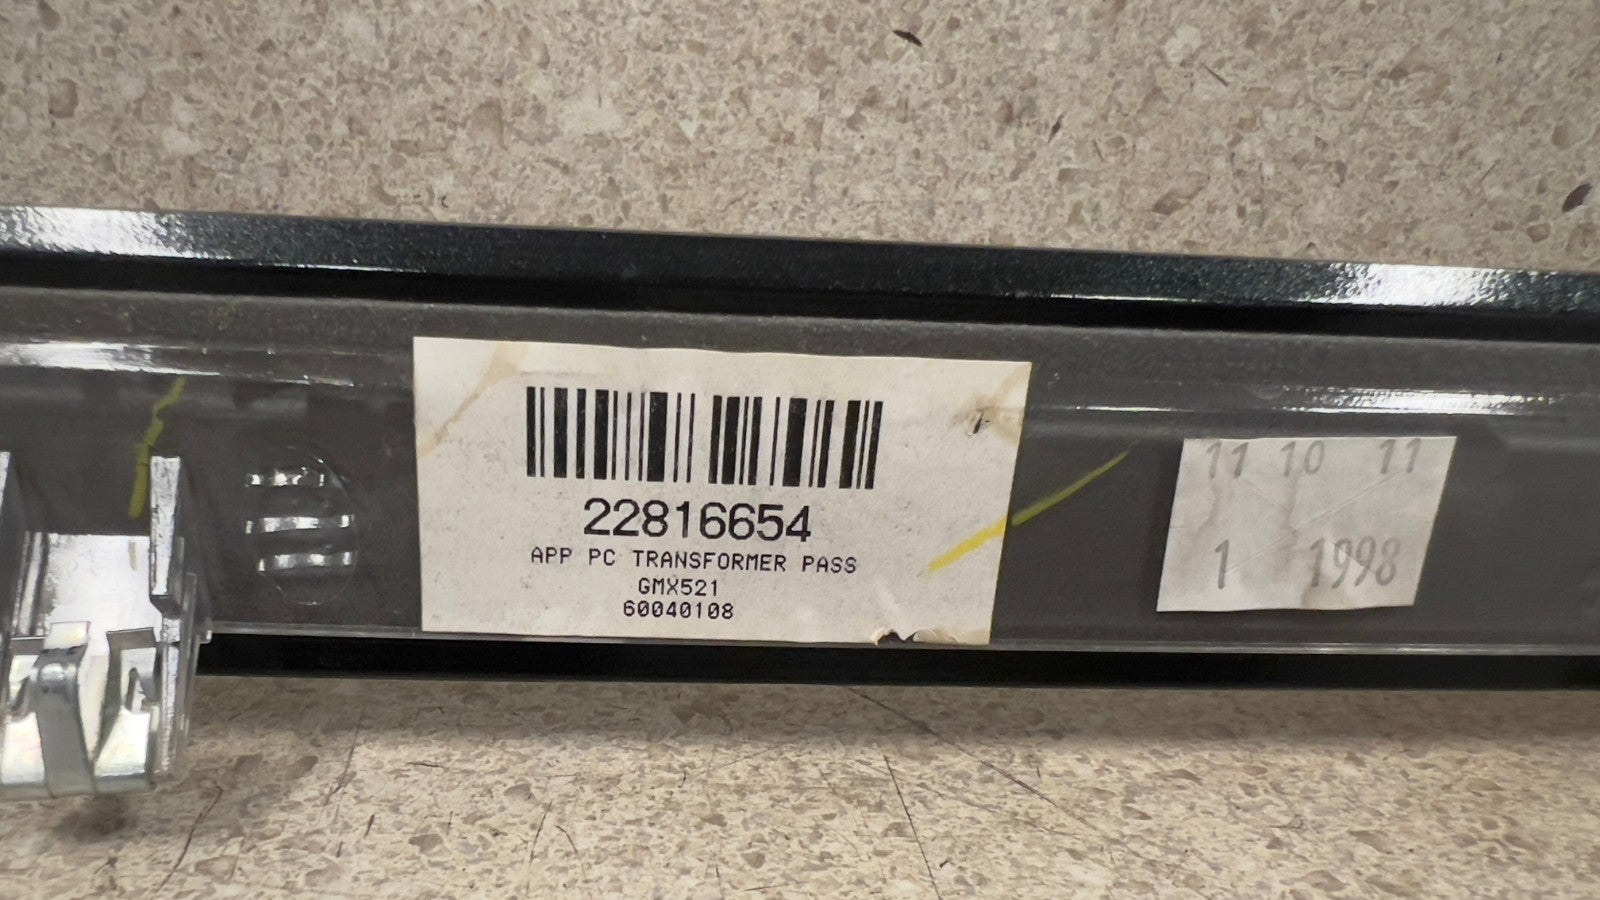 22816654
APP PC TRANSFORMER PASS
GMX521
60040108
11 10 11
1 1998